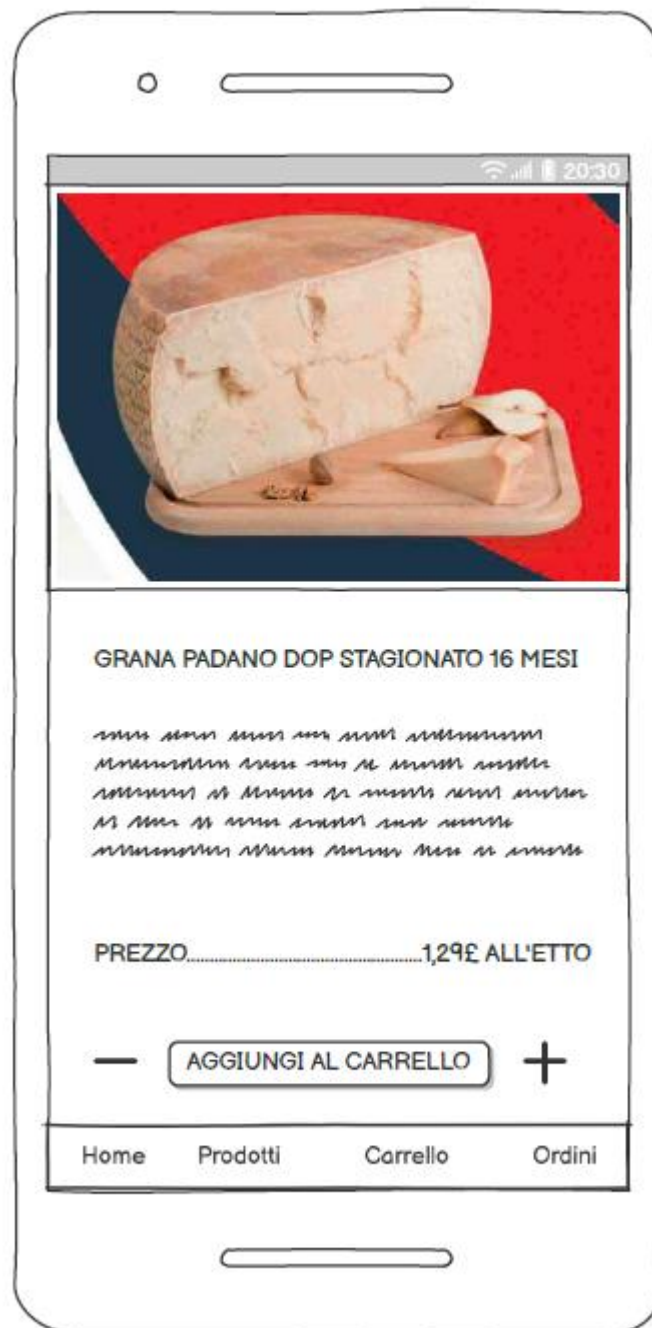 20:30
GRANA PADANO DOP STAGIONATO 16 MESI
PREZZO..........................................................1,29£ ALL'ETTO
AGGIUNGI AL CARRELLO
Home Prodotti Carrello Ordini